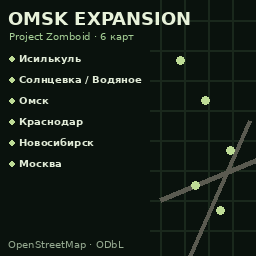 OMSK EXPANSION
Project Zomboid · 6 карт
Исилькуль
Солнцевка / Водяное
Омск
Краснодар
Новосибирск
Москва
OpenStreetMap · ODbL